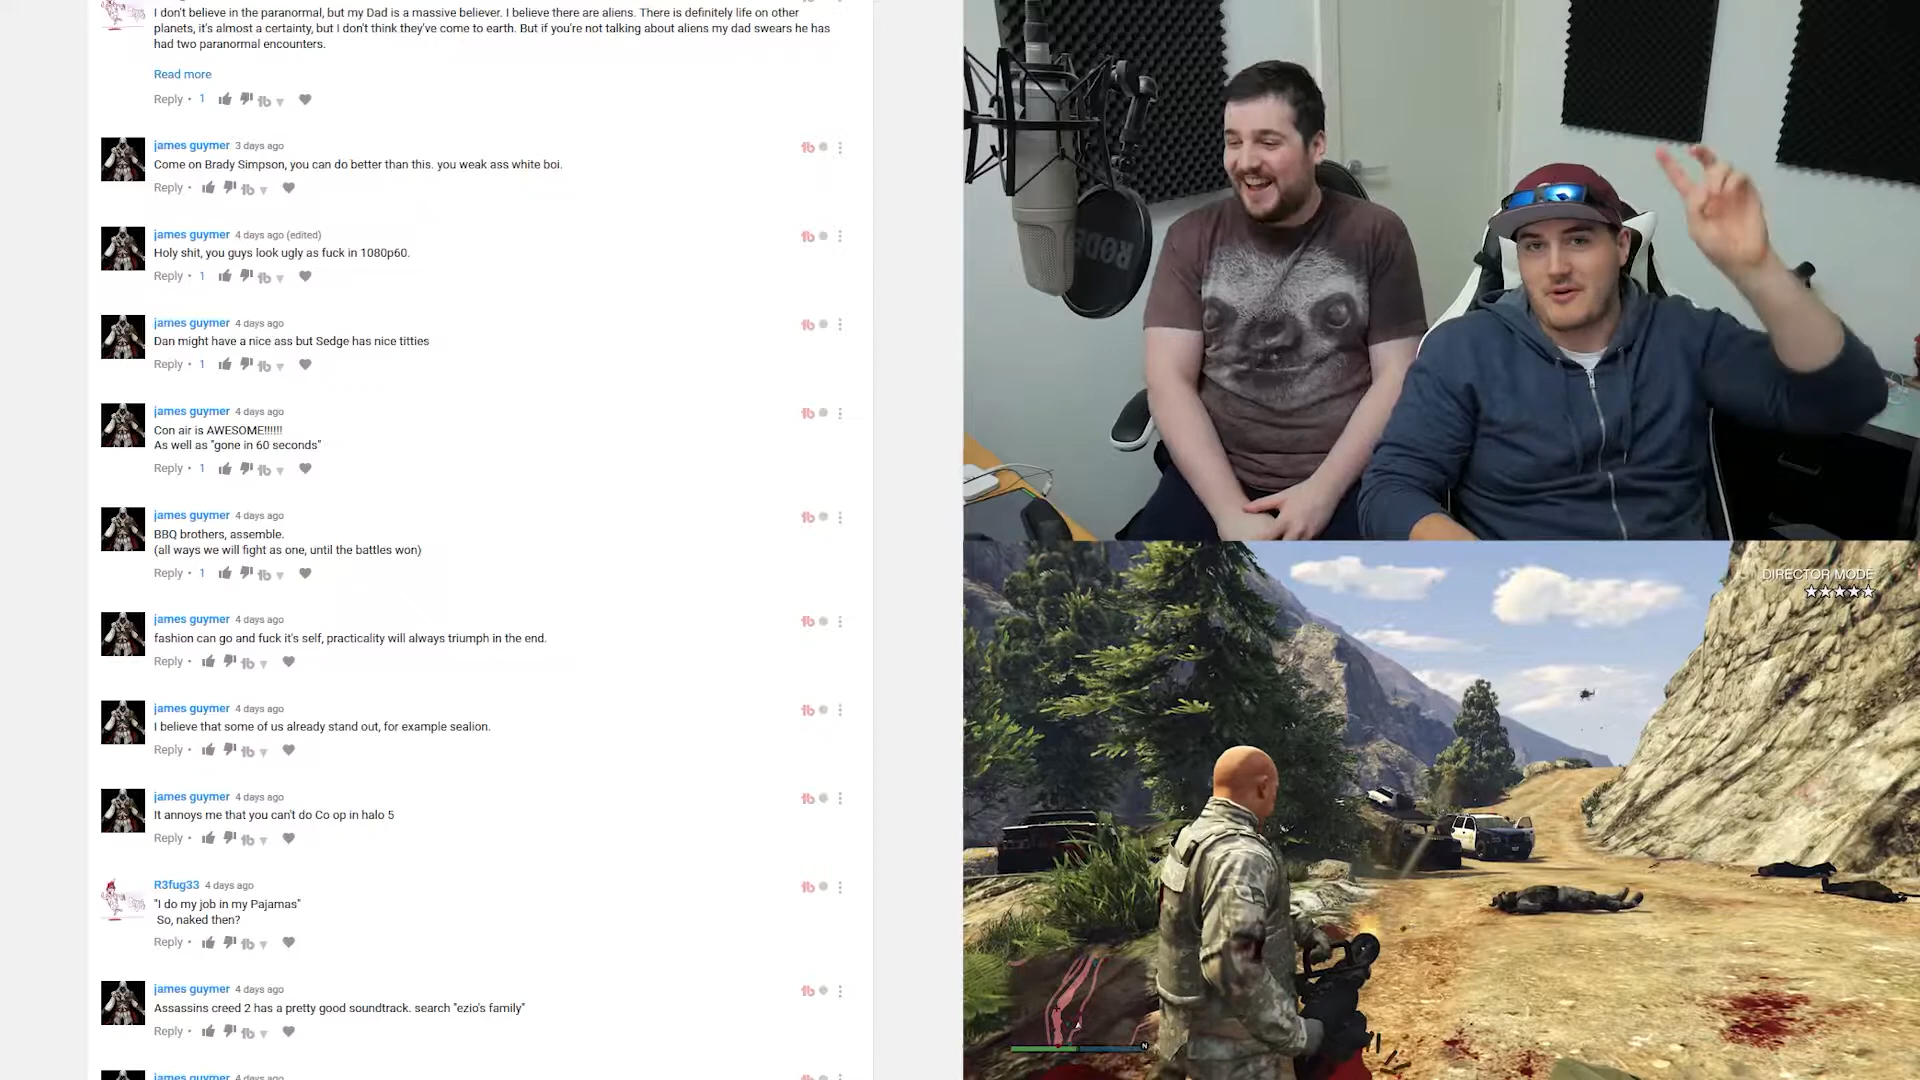 I don't believe in the paranormal, but my Dad is a massive believer. I believe there are aliens. There is definitely life on other
planets, it's almost a certainty, but I don't think they've come to earth. But if you're not talking about aliens my dad swears he has
had two paranormal encounters.
Read more
Reply • 1
james guymer 3 days ago
Come on Brady Simpson, you can do better than this. you weak ass white boi.
Reply •
james guymer 4 days ago (edited)
Holy shit, you guys look ugly as fuck in 1080p60.
Reply • 1
james guymer 4 days ago
Dan might have a nice ass but Sedge has nice titties
Reply • 1
james guymer 4 days ago
Con air is AWESOME!!!!!!
As well as "gone in 60 seconds"
Reply • 1
james guymer 4 days ago
BBQ brothers, assemble.
(all ways we will fight as one, until the battles won)
Reply • 1
james guymer 4 days ago
fashion can go and fuck it's self, practicality will always triumph in the end.
Reply •
james guymer 4 days ago
I believe that some of us already stand out, for example sealion.
Reply •
james guymer 4 days ago
It annoys me that you can't do Co op in halo 5
Reply •
R3fug33 4 days ago
"I do my job in my Pajamas"
So, naked then?
Reply •
james guymer 4 days ago
Assassins creed 2 has a pretty good soundtrack. search "ezio's family"
Reply •
james guymer 4 days ago
RODE
DIRECTOR MODE
N